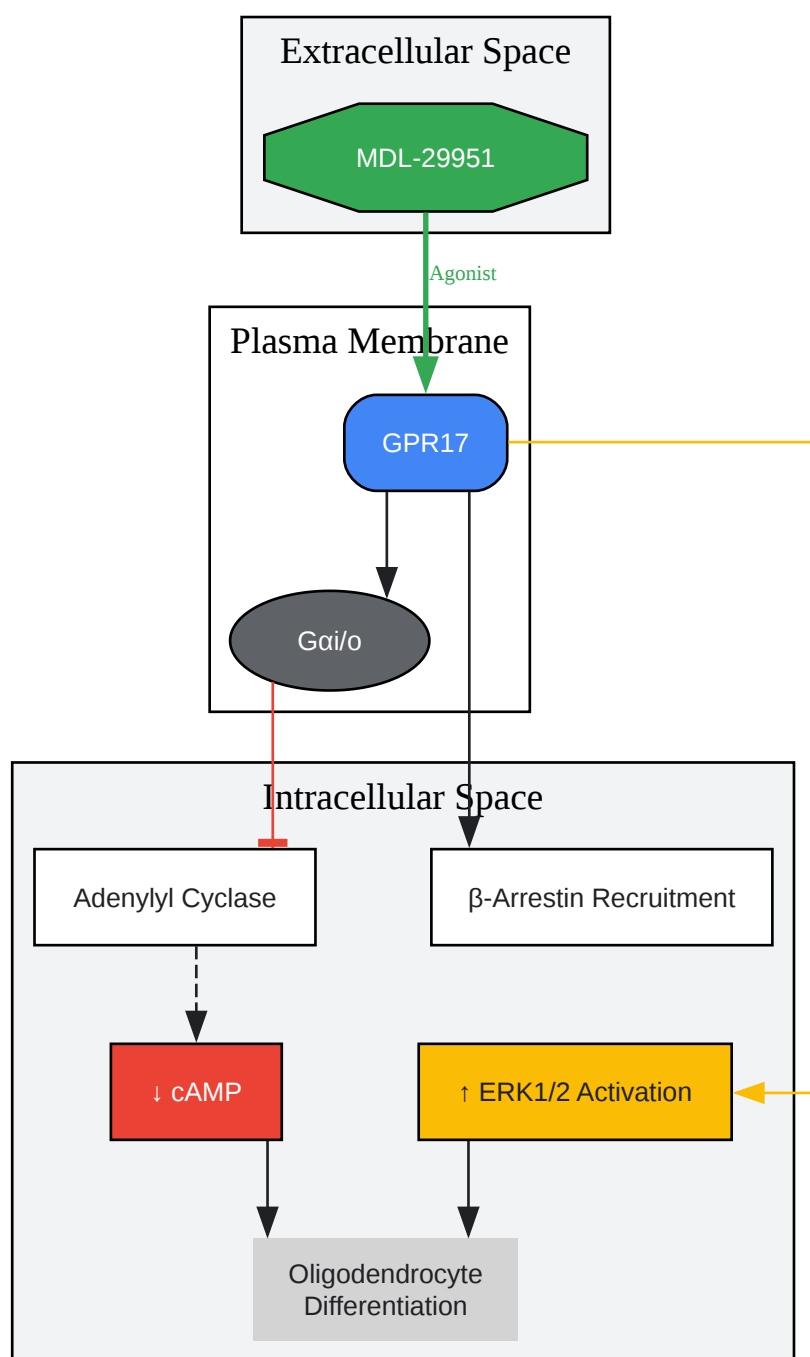 Extracellular Space
MDL-29951
Agonist
Plasma Membrane
GPR17
Gαi/o
Intracellular Space
Adenylyl Cyclase
β-Arrestin Recruitment
↓ cAMP
↑ ERK1/2 Activation
Oligodendrocyte
Differentiation